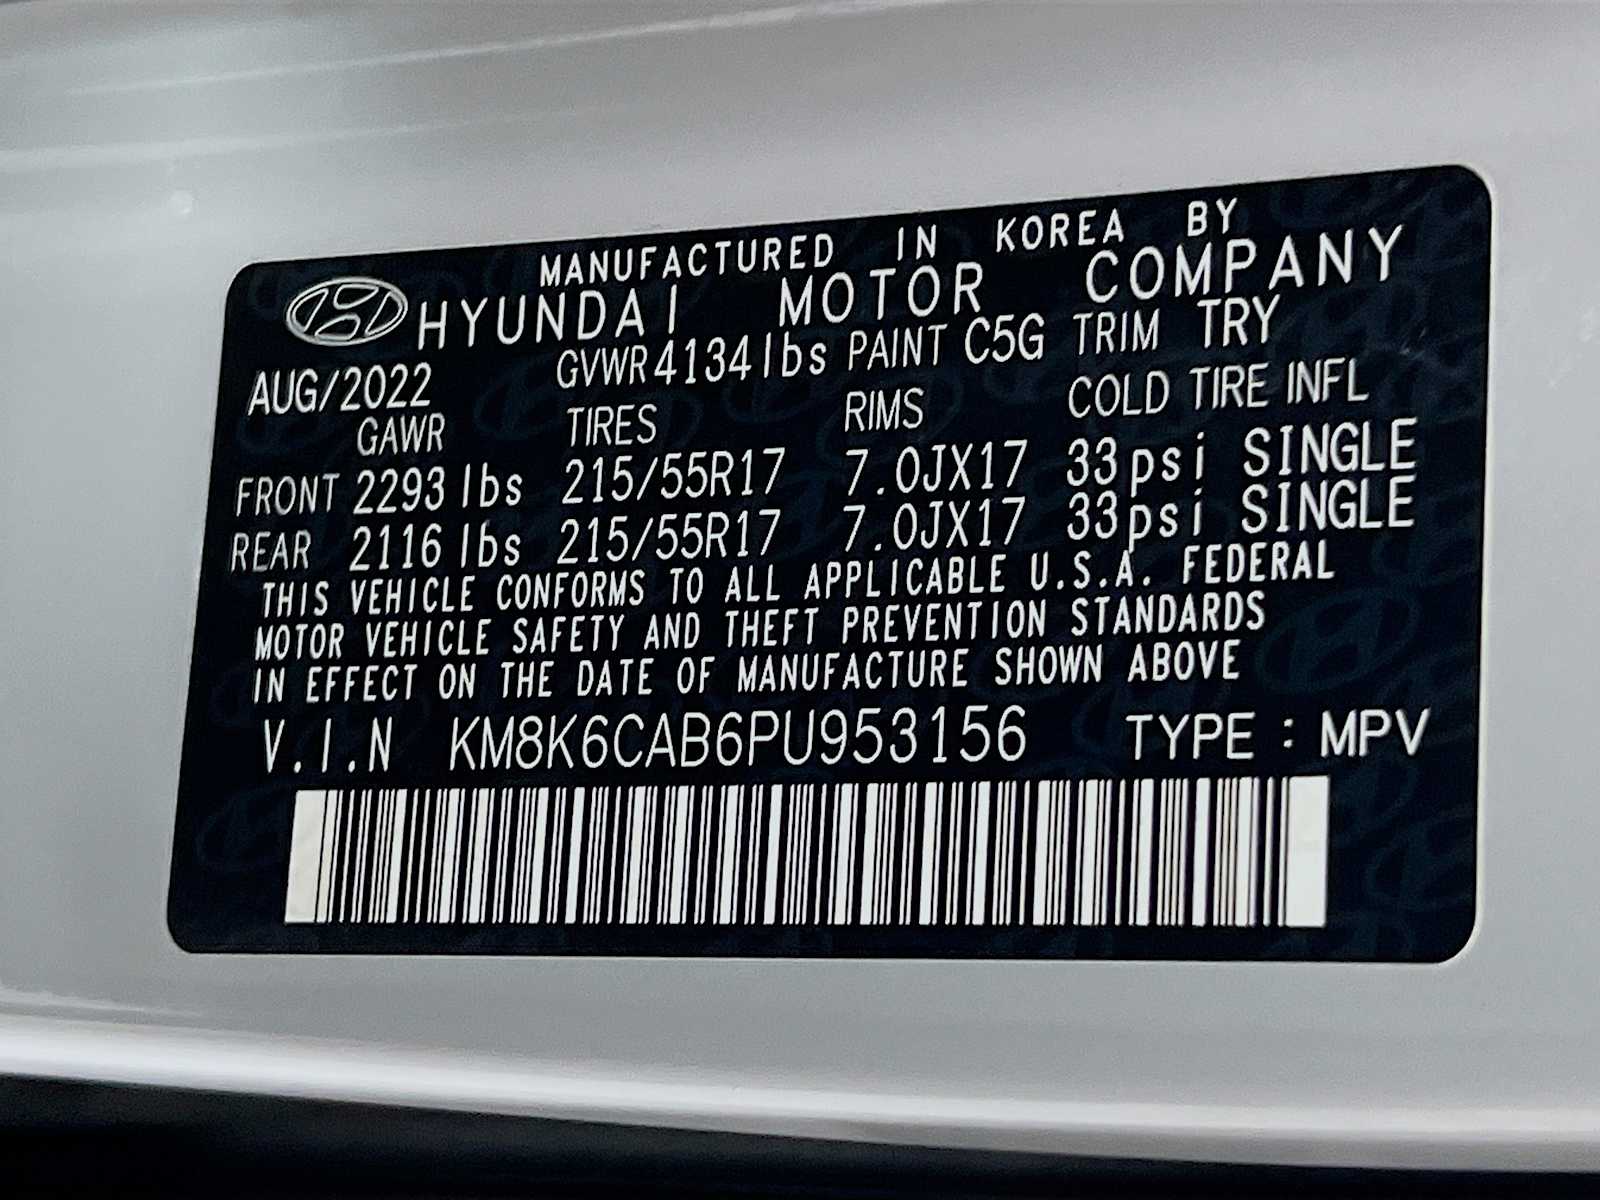 MANUFACTURED IN KOREA BY
HYUNDAI MOTOR COMPANY
AUG/2022 GVWR 4134lbs PAINT C5G TRIM TRY
GAWR TIRES RIMS COLD TIRE INFL
FRONT 2293 lbs 215/55R17 7.0JX17 33psi SINGLE
REAR 2116 lbs 215/55R17 7.0JX17 33psi SINGLE
THIS VEHICLE CONFORMS TO ALL APPLICABLE U.S.A. FEDERAL
MOTOR VEHICLE SAFETY AND THEFT PREVENTION STANDARDS
IN EFFECT ON THE DATE OF MANUFACTURE SHOWN ABOVE
V.I.N KM8K6CAB6PU953156 TYPE : MPV